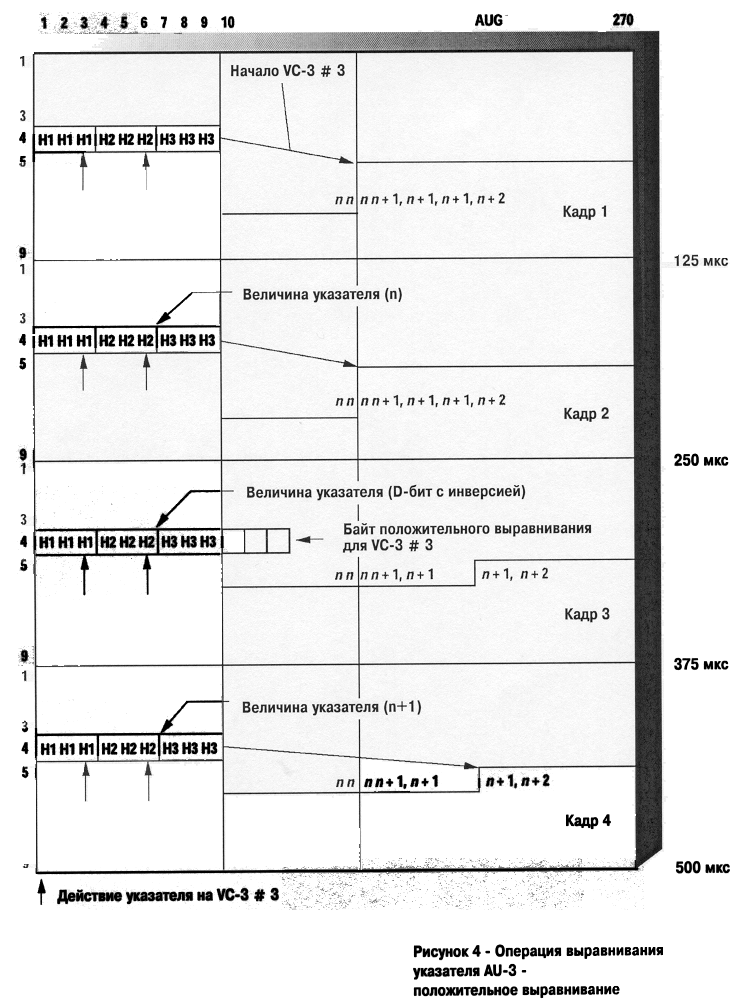 1 2 3 4 5 6 7 8 9 10 AUG 270
1
Начало VC-3 # 3
3
4 H1 H1 H1 H2 H2 H2 H3 H3 H3
5
n n n n + 1, n + 1, n + 1, n + 2
Кадр 1
9
125 мкс
1
Величина указателя (n)
3
4 H1 H1 H1 H2 H2 H2 H3 H3 H3
5
n n n n + 1, n + 1, n + 1, n + 2
Кадр 2
9
250 мкс
1
Величина указателя (D-бит с инверсией)
3
Байт положительного выравнивания
4 H1 H1 H1 H2 H2 H2 H3 H3 H3
для VC-3 # 3
5
n n n n + 1, n + 1 n + 1, n + 2
Кадр 3
9
375 мкс
1
Величина указателя (n+1)
3
4 H1 H1 H1 H2 H2 H2 H3 H3 H3
5
n n n n + 1, n + 1 n + 1, n + 2
Кадр 4
500 мкс
Действие указателя на VC-3 # 3
Рисунок 4 - Операция выравнивания
указателя AU-3 -
положительное выравнивание